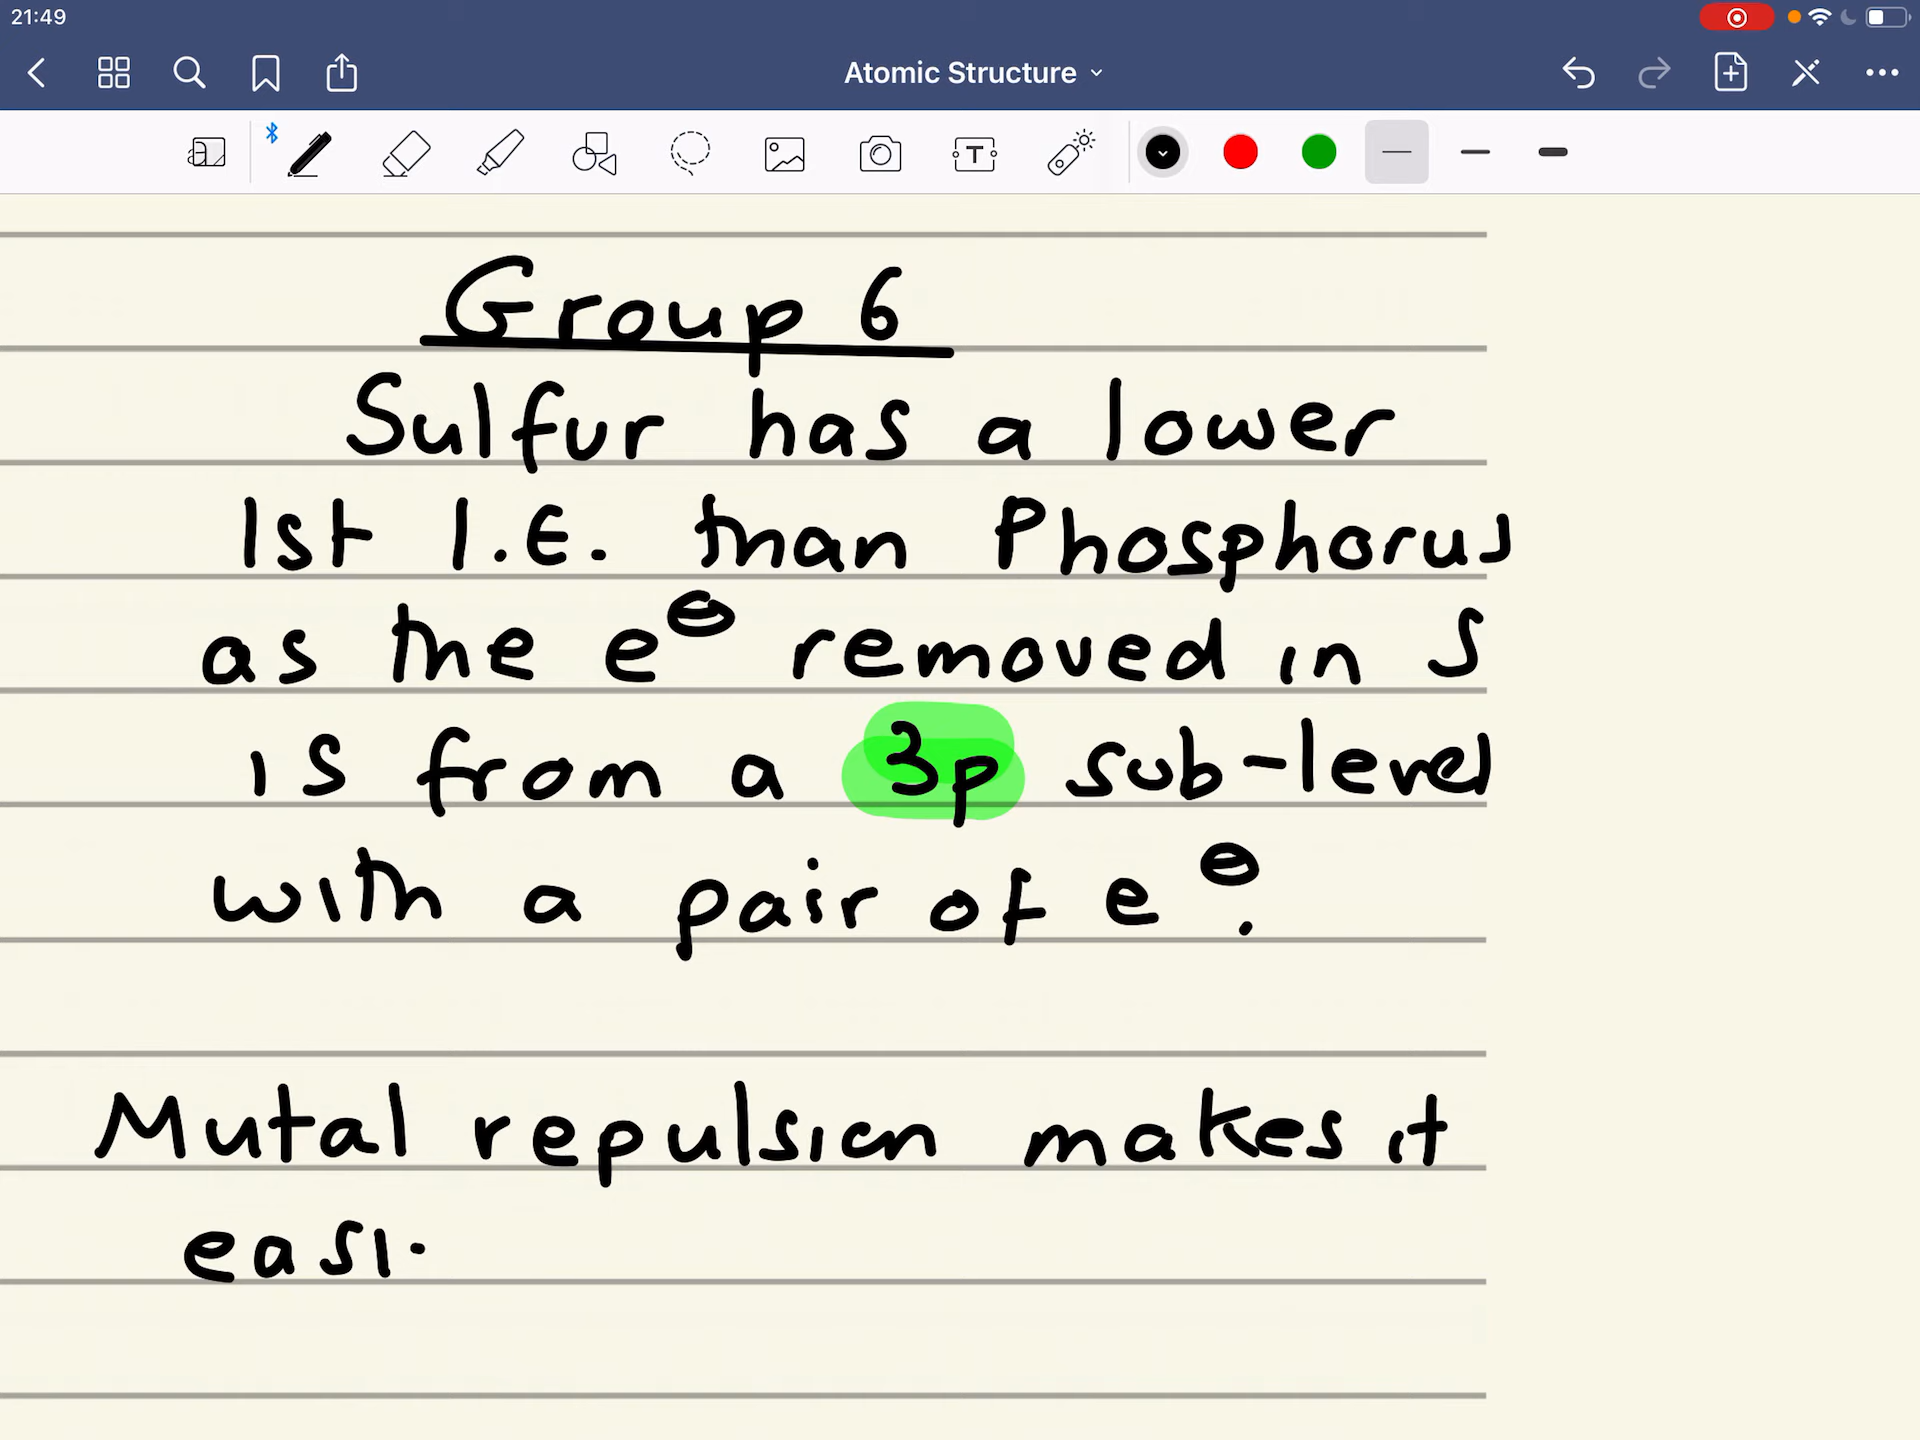 21:49
Atomic Structure
Group 6
Sulfur has a lower
1st I.E. than Phosphorus
as the e⊖ removed in S
is from a 3p sub-level
with a pair of e⊖.
Mutal repulsion makes it
easi